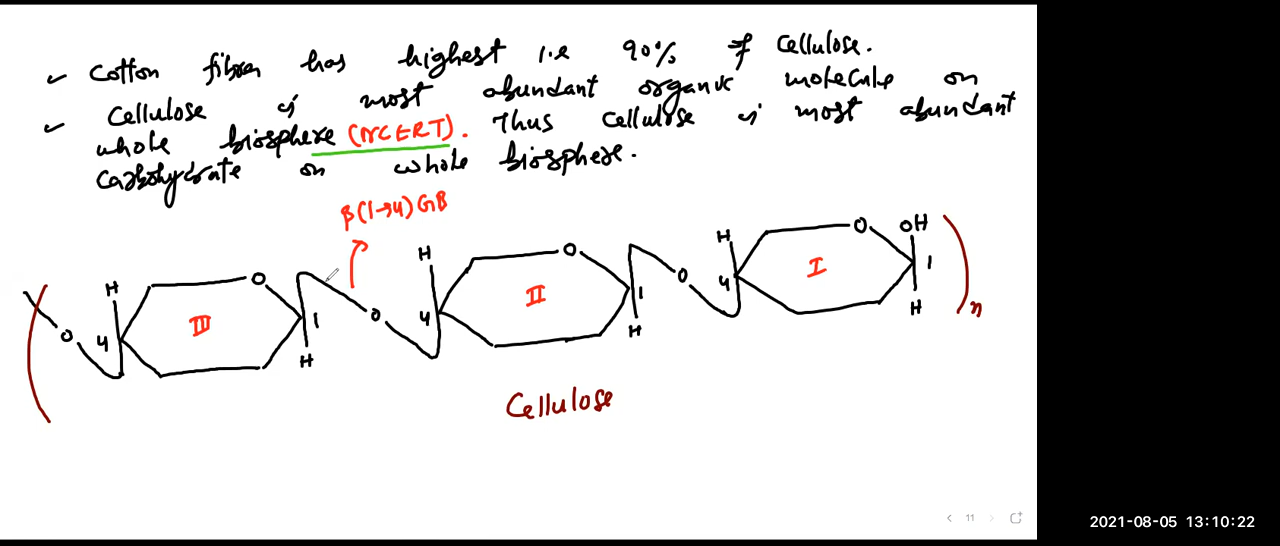 ✓ Cotton fiber has highest i.e 90% of cellulose.
✓ Cellulose is most abundant organic molecule on
whole biosphere (NCERT). Thus cellulose is most abundant
carbohydrate on whole biosphere.
β(1→4)GB
H O H O H O OH
O 4 III 1 O 4 II 1 O 4 I 1
H H H n
Cellulose
< 11 >
2021-08-05 13:10:22